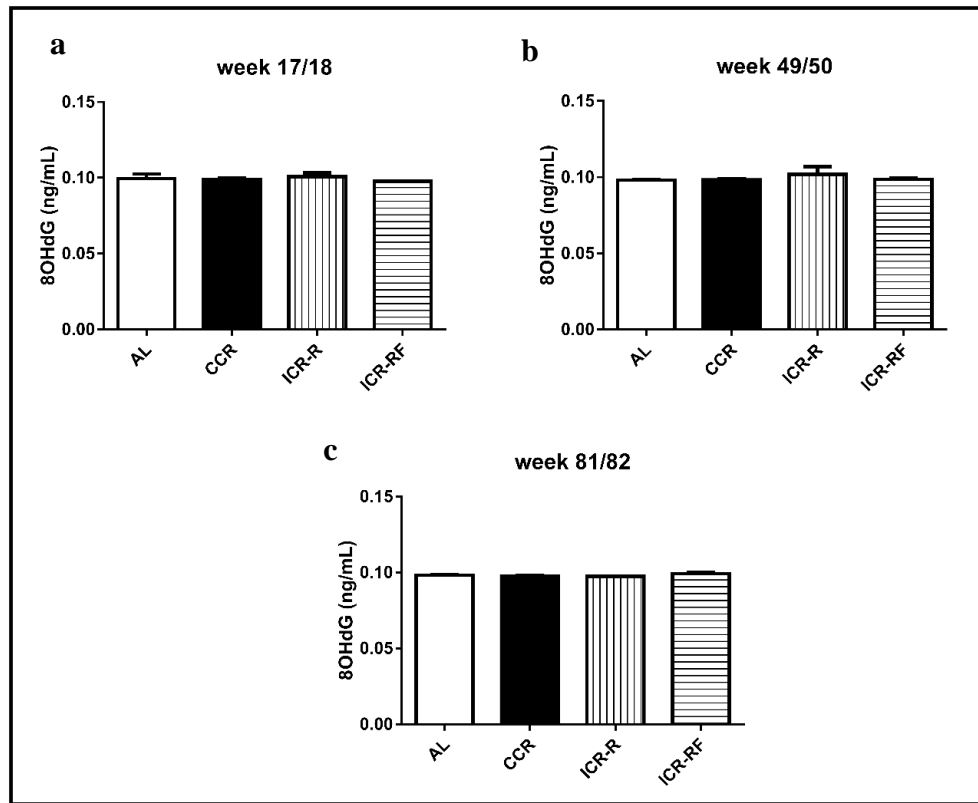 a
week 17/18
8OHdG (ng/mL)
0.15
0.10
0.05
0.00
AL
CCR
ICR-R
ICR-RF
b
week 49/50
8OHdG (ng/mL)
0.15
0.10
0.05
0.00
AL
CCR
ICR-R
ICR-RF
c
week 81/82
8OHdG (ng/mL)
0.15
0.10
0.05
0.00
AL
CCR
ICR-R
ICR-RF